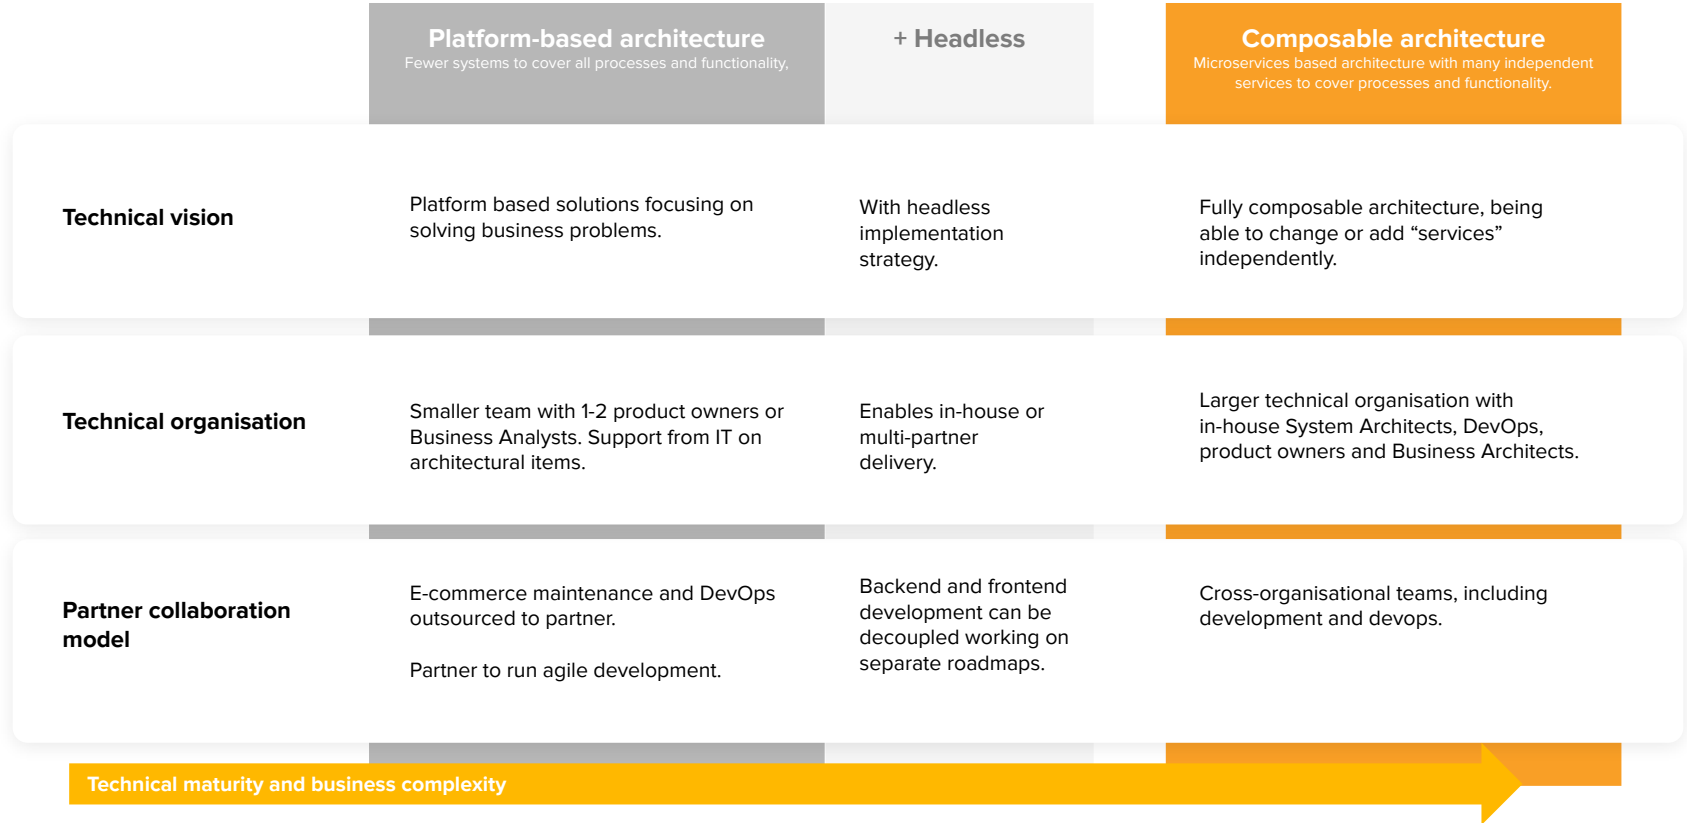 Platform-based architecture
Fewer systems to cover all processes and functionality,
+ Headless
Composable architecture
Microservices based architecture with many independent
services to cover processes and functionality.
Technical vision
Platform based solutions focusing on
solving business problems.
With headless
implementation
strategy.
Fully composable architecture, being
able to change or add “services”
independently.
Technical organisation
Smaller team with 1-2 product owners or
Business Analysts. Support from IT on
architectural items.
Enables in-house or
multi-partner
delivery.
Larger technical organisation with
in-house System Architects, DevOps,
product owners and Business Architects.
Partner collaboration
model
E-commerce maintenance and DevOps
outsourced to partner.
Partner to run agile development.
Backend and frontend
development can be
decoupled working on
separate roadmaps.
Cross-organisational teams, including
development and devops.
Technical maturity and business complexity